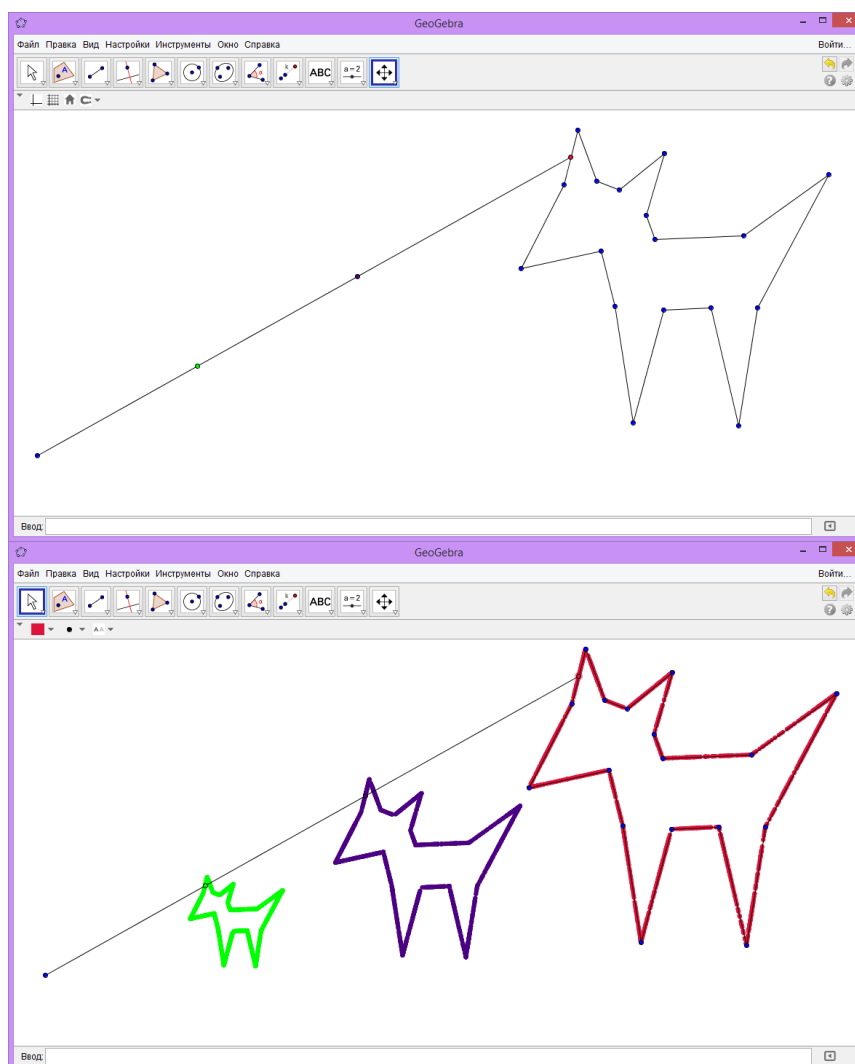 GeoGebra
Файл Правка Вид Настройки Инструменты Окно Справка Войти...
A ABC a = 2
Ввод:
GeoGebra
Файл Правка Вид Настройки Инструменты Окно Справка Войти...
A ABC a = 2
AA
Ввод: